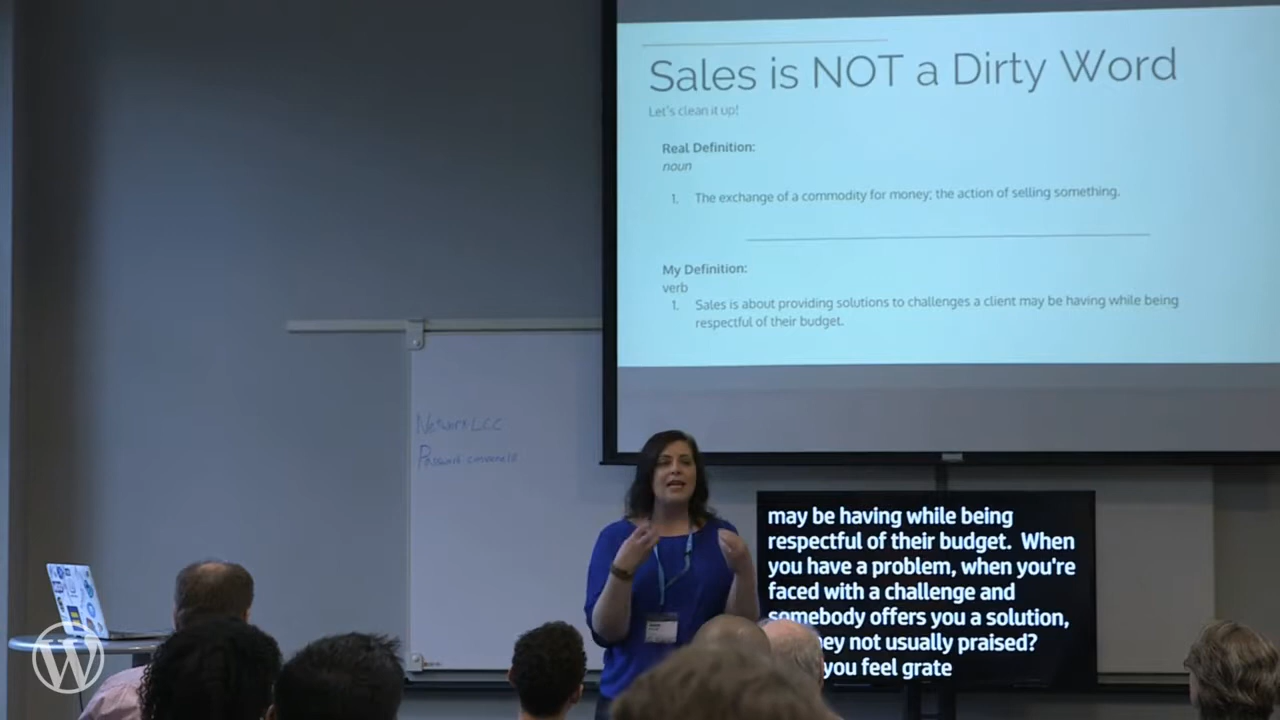 Sales is NOT a Dirty Word
Let's clean it up!
Real Definition:
noun
1. The exchange of a commodity for money; the action of selling something.
My Definition:
verb
1. Sales is about providing solutions to challenges a client may be having while being
respectful of their budget.
Networx LCC
may be having while being
respectful of their budget.  When
you have a problem, when you're
faced with a challenge and
somebody offers you a solution,
not usually praised?
you feel grate